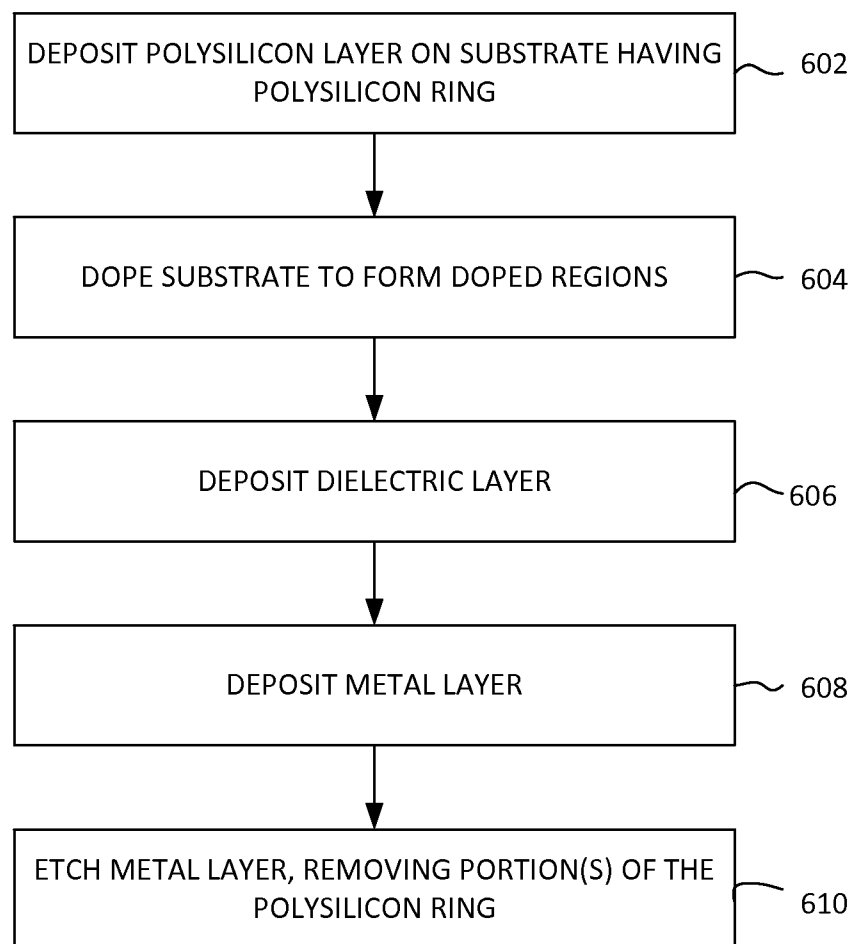 DEPOSIT POLYSILICON LAYER ON SUBSTRATE HAVING
POLYSILICON RING
602
DOPE SUBSTRATE TO FORM DOPED REGIONS
604
DEPOSIT DIELECTRIC LAYER
606
DEPOSIT METAL LAYER
608
ETCH METAL LAYER, REMOVING PORTION(S) OF THE
POLYSILICON RING
610